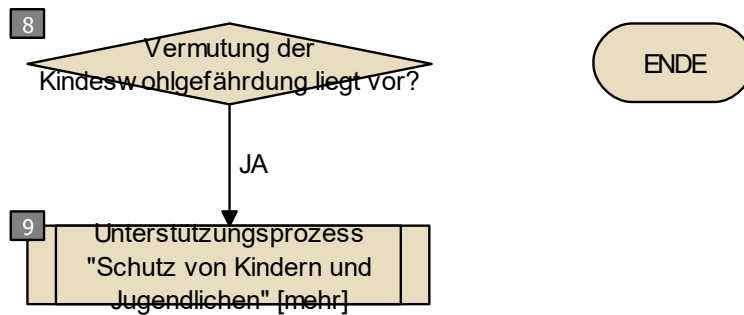 8
Vermutung der
Kindeswohlgefährdung liegt vor?
ENDE
JA
9
Unterstützungsprozess
"Schutz von Kindern und
Jugendlichen" [mehr]